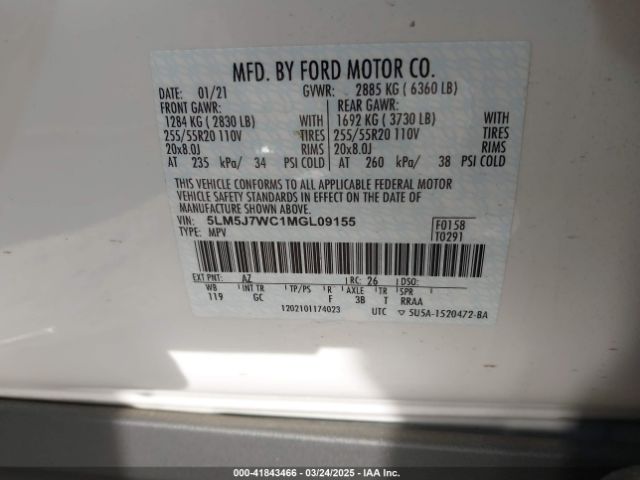 MFD. BY FORD MOTOR CO.
DATE: 01/21 GVWR: 2885 KG ( 6360 LB)
FRONT GAWR: REAR GAWR:
1284 KG ( 2830 LB) WITH 1692 KG ( 3730 LB) WITH
255/55R20 110V TIRES 255/55R20 110V TIRES
20x8.0J RIMS 20x8.0J RIMS
AT 235 kPa/ 34 PSI COLD AT 260 kPa/ 38 PSI COLD
THIS VEHICLE CONFORMS TO ALL APPLICABLE FEDERAL MOTOR
VEHICLE SAFETY STANDARDS IN EFFECT ON THE DATE OF
MANUFACTURE SHOWN ABOVE.
VIN: 5LM5J7WC1MGL09155 F0158
TYPE: MPV T0291
EXT PNT: AZ RC: 26 DSO:
WB INT TR TP/PS R AXLE TR SPR
119 GC F 3B T RRAA
1202101174023 UTC ▽ 5U5A-1520472-BA
000-41843466 - 03/24/2025 - IAA Inc.